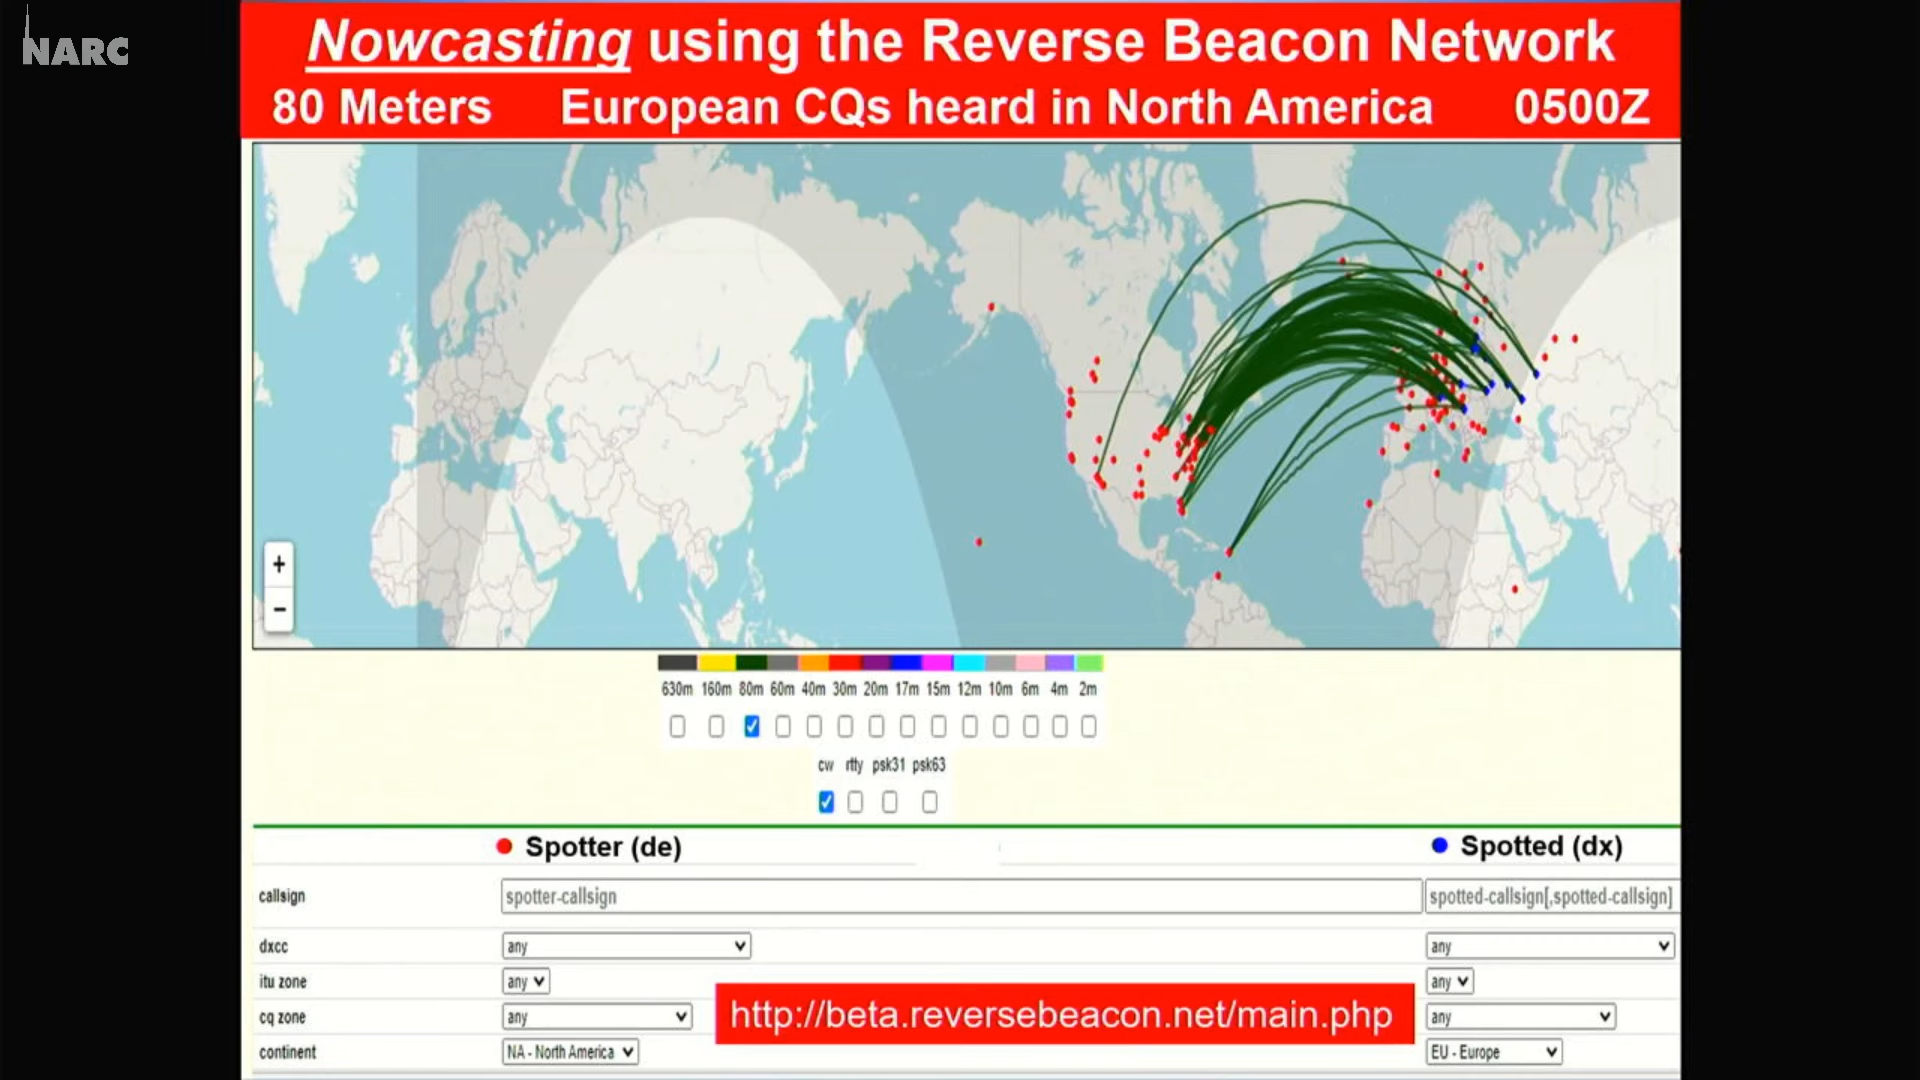 NARC
Nowcasting using the Reverse Beacon Network
80 Meters European CQs heard in North America 0500Z
+
−
630m 160m 80m 60m 40m 30m 20m 17m 15m 12m 10m 6m 4m 2m
cw rtty psk31 psk63
Spotter (de) Spotted (dx)
callsign spotter-callsign spotted-callsign[,spotted-callsign]
dxcc any any
itu zone any any
cq zone any any
http://beta.reversebeacon.net/main.php
continent NA - North America EU - Europe